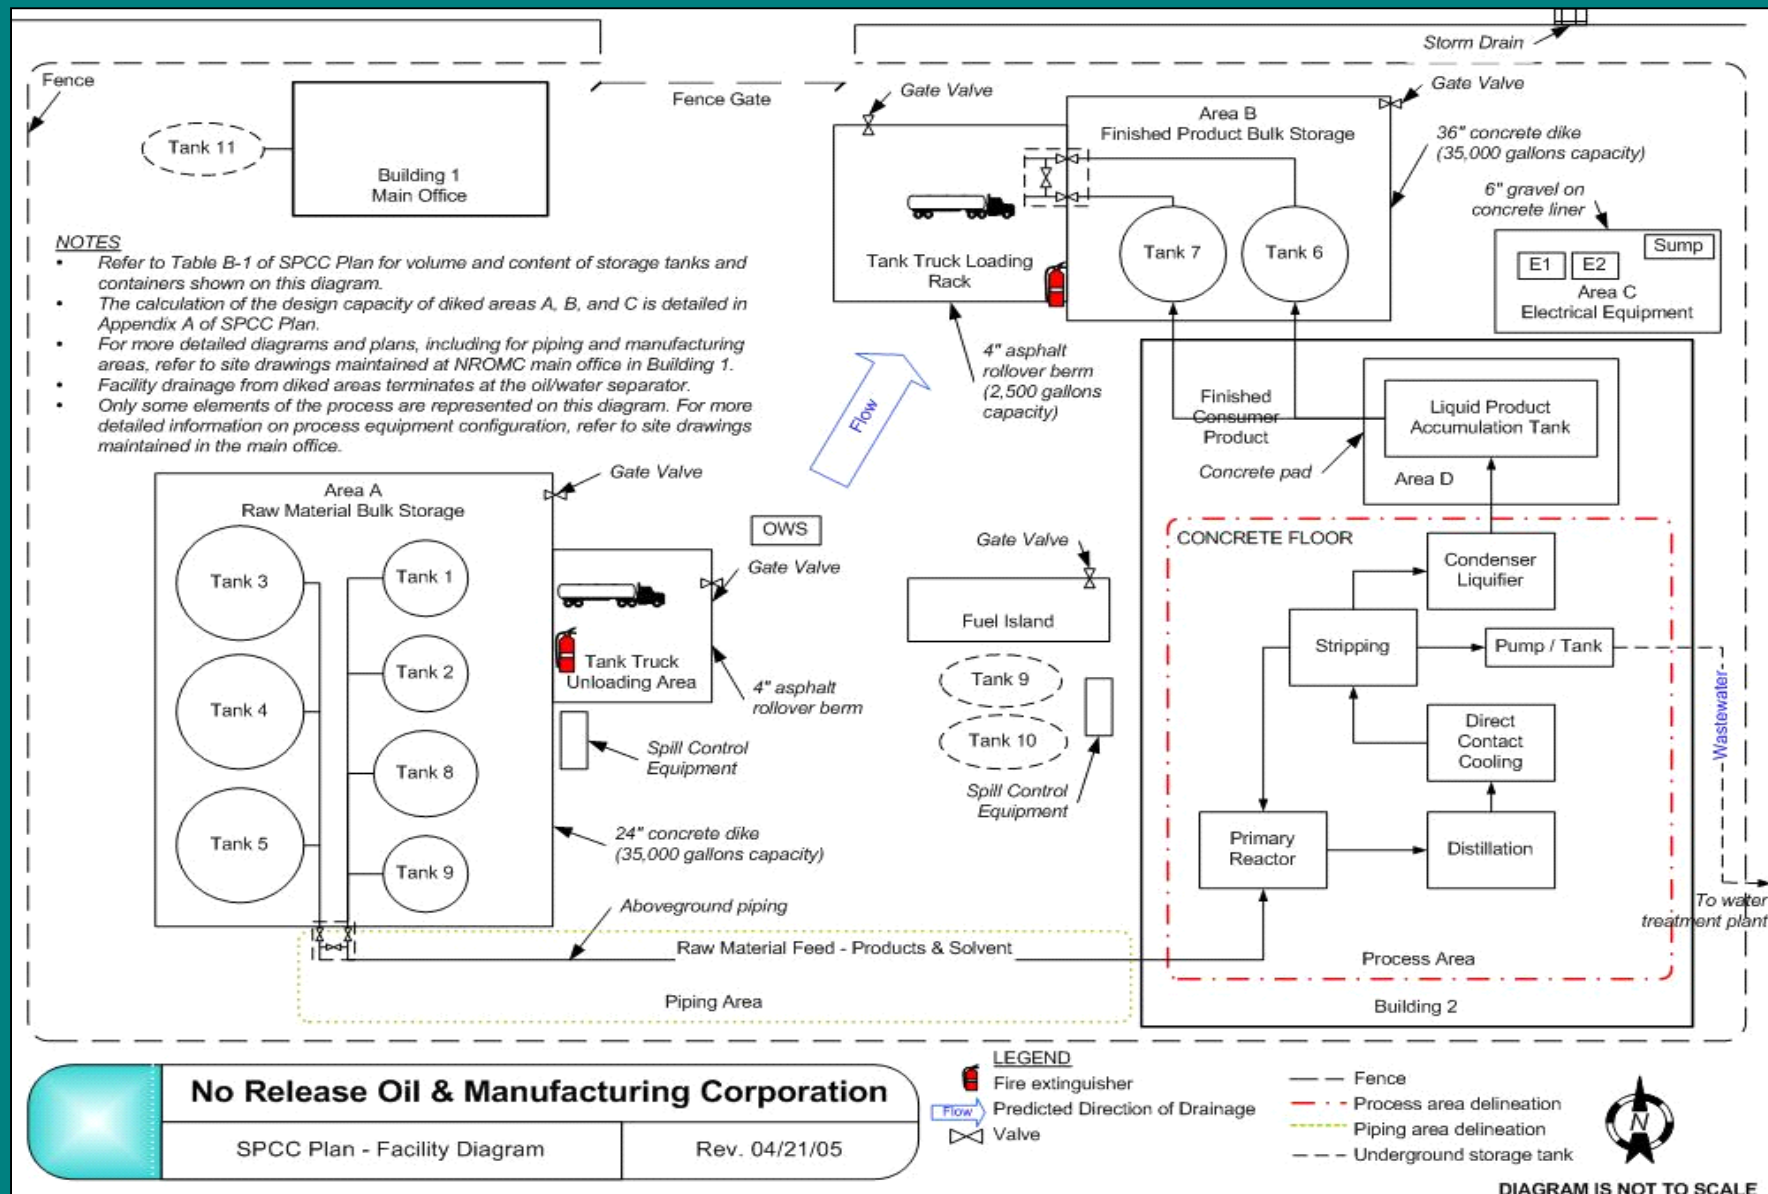 Storm Drain
Fence
Fence Gate
Gate Valve
Gate Valve
Tank 11
Building 1
Main Office
Area B
Finished Product Bulk Storage
36" concrete dike
(35,000 gallons capacity)
6" gravel on
concrete liner
Tank Truck Loading
Rack
Tank 7
Tank 6
Sump
E1
E2
Area C
Electrical Equipment
NOTES
• Refer to Table B-1 of SPCC Plan for volume and content of storage tanks and
containers shown on this diagram.
• The calculation of the design capacity of diked areas A, B, and C is detailed in
Appendix A of SPCC Plan.
• For more detailed diagrams and plans, including for piping and manufacturing
areas, refer to site drawings maintained at NROMC main office in Building 1.
• Facility drainage from diked areas terminates at the oil/water separator.
• Only some elements of the process are represented on this diagram. For more
detailed information on process equipment configuration, refer to site drawings
maintained in the main office.
Flow
4" asphalt
rollover berm
(2,500 gallons
capacity)
Finished
Consumer
Product
Liquid Product
Accumulation Tank
Concrete pad
Area D
Area A
Raw Material Bulk Storage
Gate Valve
OWS
Gate Valve
Tank 3
Tank 1
Tank 4
Tank 2
Tank 5
Tank 8
Tank 9
Tank Truck
Unloading Area
4" asphalt
rollover berm
Spill Control
Equipment
24" concrete dike
(35,000 gallons capacity)
Aboveground piping
Gate Valve
Fuel Island
Tank 9
Tank 10
Spill Control
Equipment
CONCRETE FLOOR
Condenser
Liquifier
Stripping
Pump / Tank
Direct
Contact
Cooling
Primary
Reactor
Distillation
Wastewater
To water
treatment plant
Process Area
Building 2
Raw Material Feed - Products & Solvent
Piping Area
No Release Oil & Manufacturing Corporation
SPCC Plan - Facility Diagram
Rev. 04/21/05
LEGEND
Fire extinguisher
Flow
Predicted Direction of Drainage
Valve
Fence
Process area delineation
Piping area delineation
Underground storage tank
N
DIAGRAM IS NOT TO SCALE